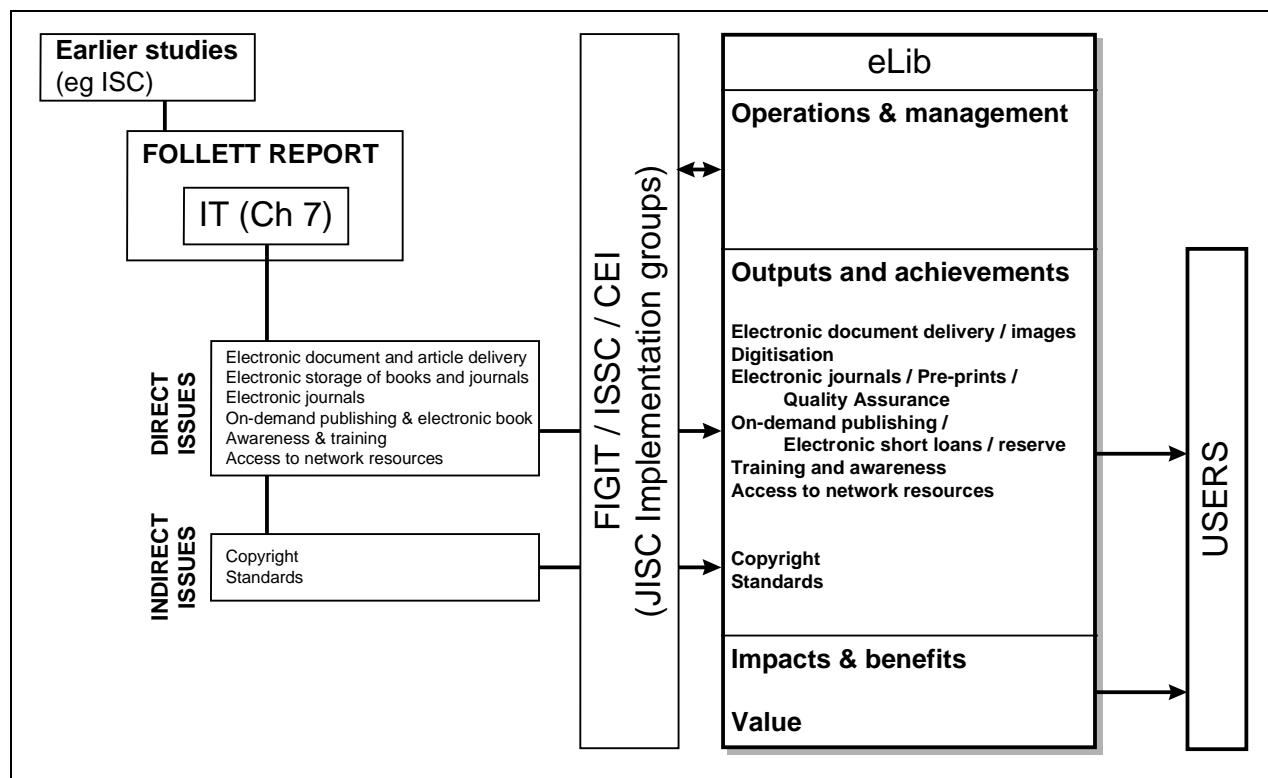 Earlier studies
(eg ISC)
FOLLETT REPORT
IT (Ch 7)
DIRECT
ISSUES
Electronic document and article delivery
Electronic storage of books and journals
Electronic journals
On-demand publishing & electronic book
Awareness & training
Access to network resources
INDIRECT
ISSUES
Copyright
Standards
FIGIT / ISSC / CEI
(JISC Implementation groups)
eLib
Operations & management
Outputs and achievements
Electronic document delivery / images
Digitisation
Electronic journals / Pre-prints /
Quality Assurance
On-demand publishing /
Electronic short loans / reserve
Training and awareness
Access to network resources
Copyright
Standards
Impacts & benefits
Value
USERS